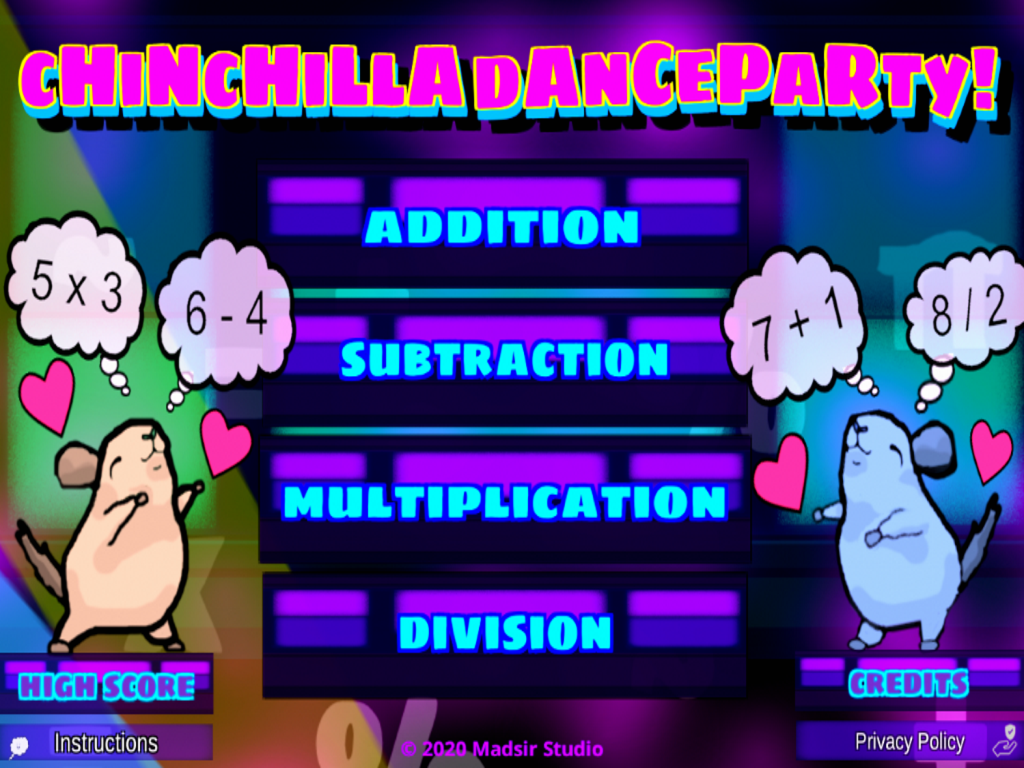 CHINCHILLA DANCEPARTY!
ADDITION
5 x 3
6 - 4
7 + 1
8 / 2
SUBTRACTION
MULTIPLICATION
DIVISION
HIGH SCORE
CREDITS
Instructions
© 2020 Madsir Studio
Privacy Policy